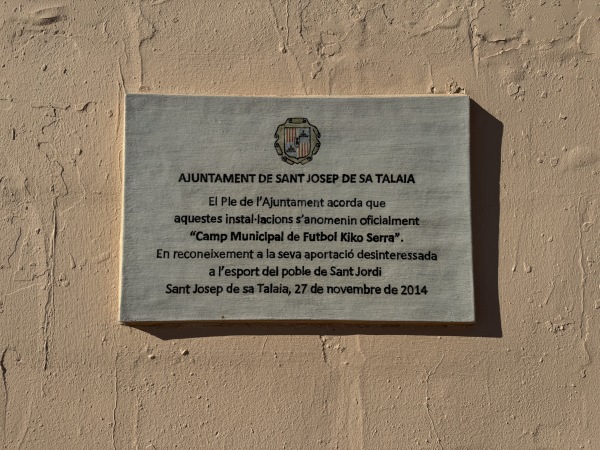 AJUNTAMENT DE SANT JOSEP DE SA TALAIA
El Ple de l'Ajuntament acorda que
aquestes instal·lacions s'anomenin oficialment
"Camp Municipal de Futbol Kiko Serra".
En reconeixement a la seva aportació desinteressada
a l'esport del poble de Sant Jordi
Sant Josep de sa Talaia, 27 de novembre de 2014